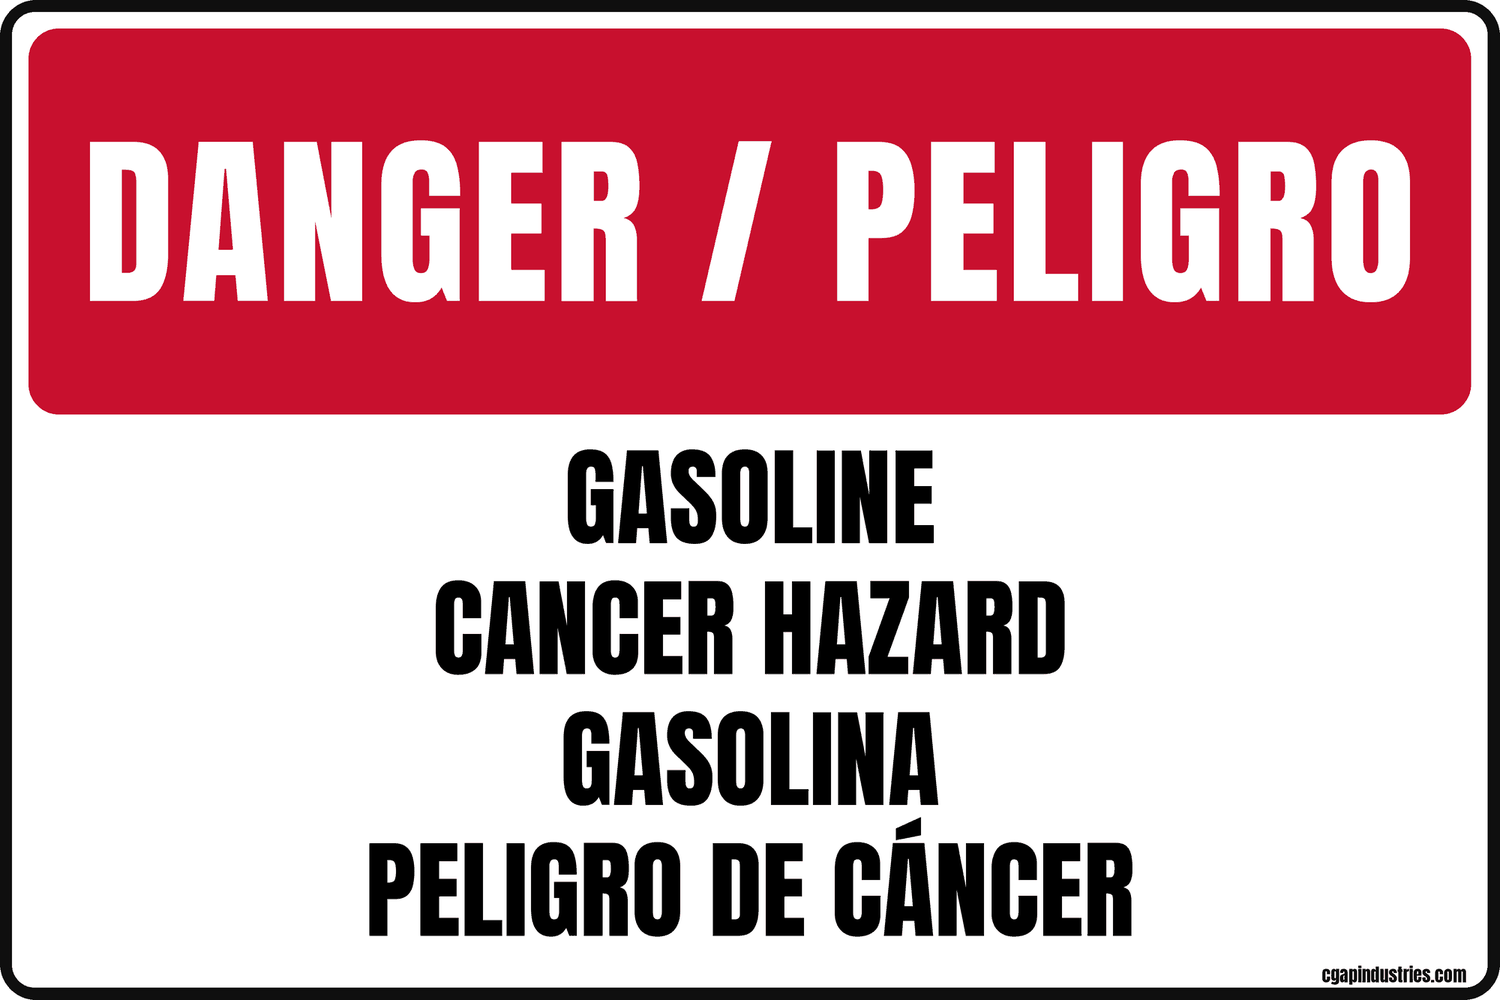 DANGER / PELIGRO
GASOLINE
CANCER HAZARD
GASOLINA
PELIGRO DE CÁNCER
cgapindustries.com